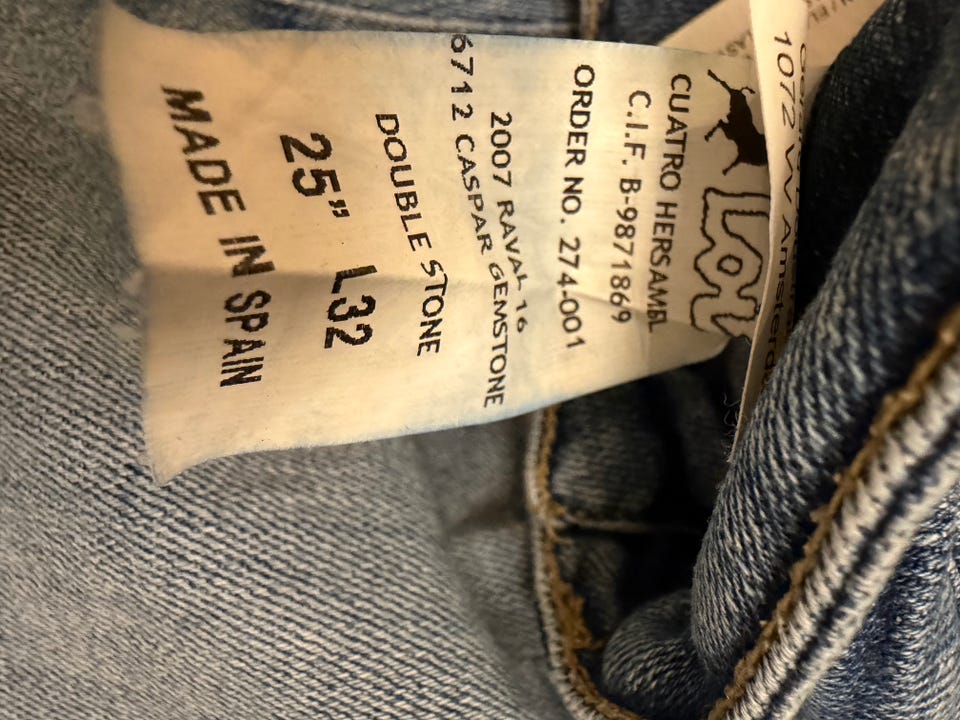 LOIS
CUATRO HERSAMBL
C.I.F. B-9871869
ORDER NO. 274-001
2007 RAVAL 16
6712 CASPAR GEMSTONE
DOUBLE STONE
25" L32
MADE IN SPAIN
1072 VV Amsterd